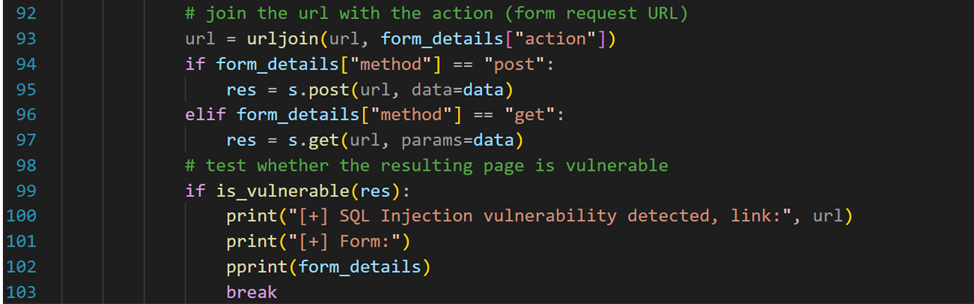 92 # join the url with the action (form request URL)
93 url = urljoin(url, form_details["action"])
94 if form_details["method"] == "post":
95 res = s.post(url, data=data)
96 elif form_details["method"] == "get":
97 res = s.get(url, params=data)
98 # test whether the resulting page is vulnerable
99 if is_vulnerable(res):
100 print("[+] SQL Injection vulnerability detected, link:", url)
101 print("[+] Form:")
102 pprint(form_details)
103 break